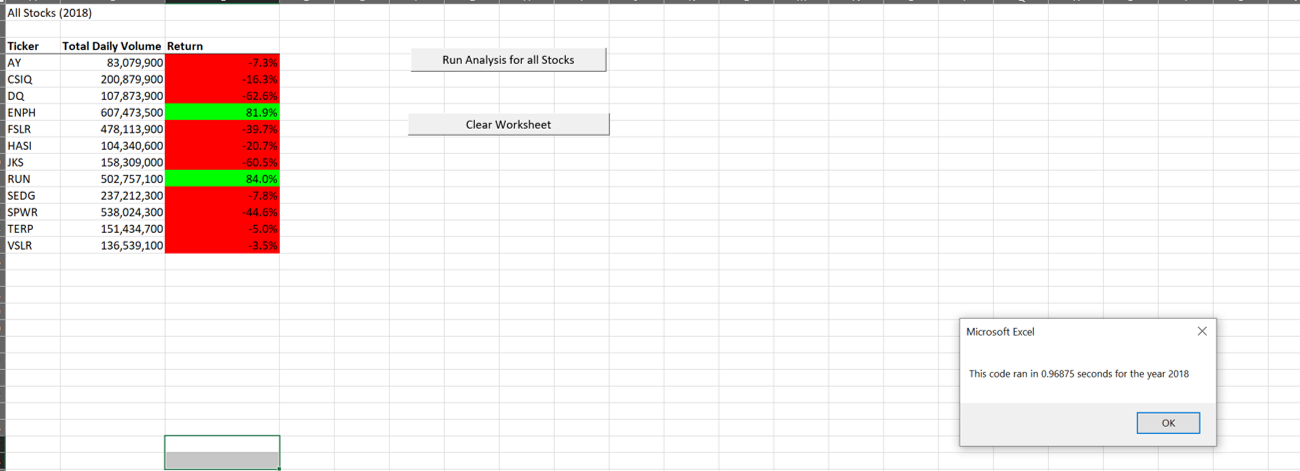 All Stocks (2018)
Ticker Total Daily Volume Return
AY 83,079,900 -7.3%
CSIQ 200,879,900 -16.3%
DQ 107,873,900 -62.6%
ENPH 607,473,500 81.9%
FSLR 478,113,900 -39.7%
HASI 104,340,600 -20.7%
JKS 158,309,000 -60.5%
RUN 502,757,100 84.0%
SEDG 237,212,300 -7.8%
SPWR 538,024,300 -44.6%
TERP 151,434,700 -5.0%
VSLR 136,539,100 -3.5%
Run Analysis for all Stocks
Clear Worksheet
Microsoft Excel
This code ran in 0.96875 seconds for the year 2018
OK